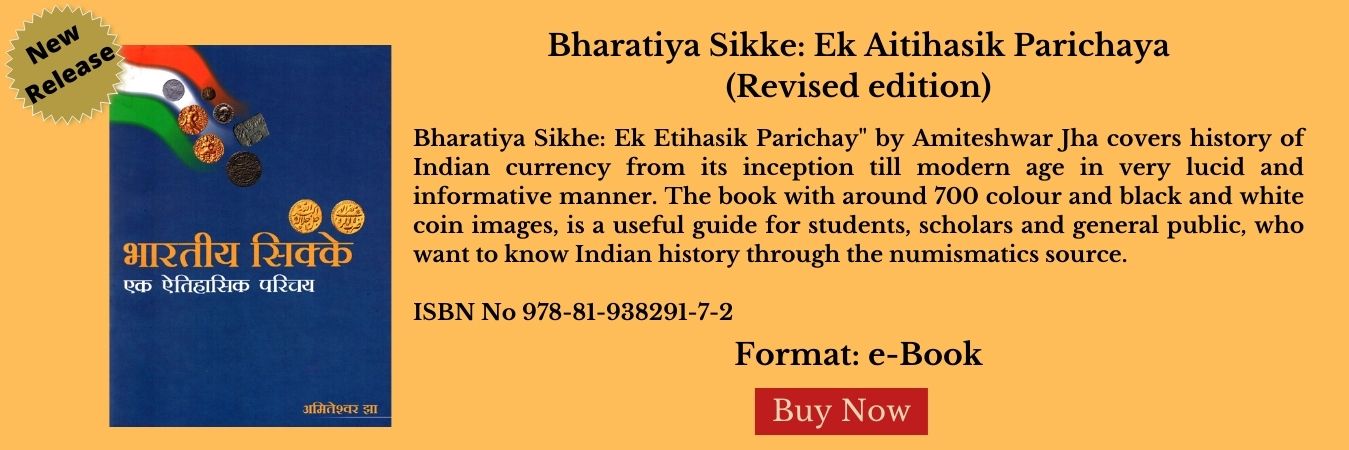 New
Release
भारतीय सिक्के
एक ऐतिहासिक परिचय
अमितेश्वर झा
Bharatiya Sikke: Ek Aitihasik Parichaya
(Revised edition)
Bharatiya Sikhe: Ek Etihasik Parichay" by Amiteshwar Jha covers history of
Indian currency from its inception till modern age in very lucid and
informative manner. The book with around 700 colour and black and white
coin images, is a useful guide for students, scholars and general public, who
want to know Indian history through the numismatics source.
ISBN No 978-81-938291-7-2
Format: e-Book
Buy Now